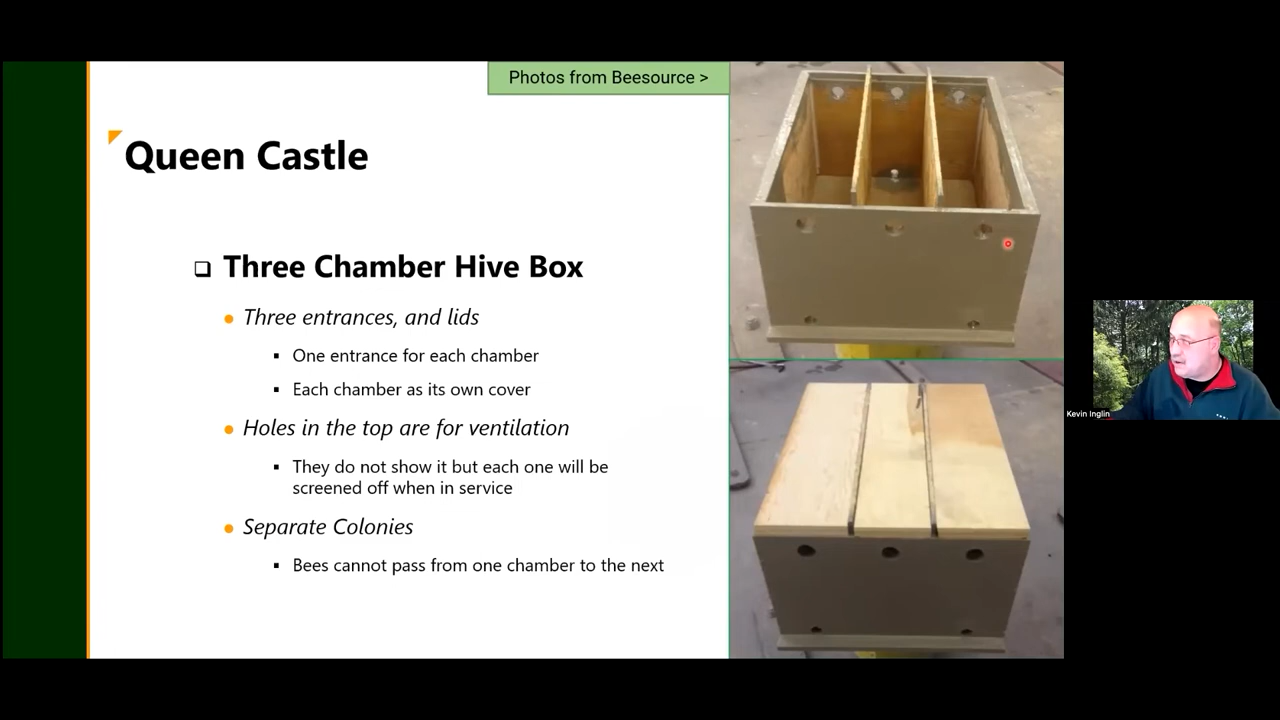 Photos from Beesource >
Queen Castle
❑ Three Chamber Hive Box
● Three entrances, and lids
▪ One entrance for each chamber
▪ Each chamber as its own cover
● Holes in the top are for ventilation
▪ They do not show it but each one will be
screened off when in service
● Separate Colonies
▪ Bees cannot pass from one chamber to the next
Kevin Inglin